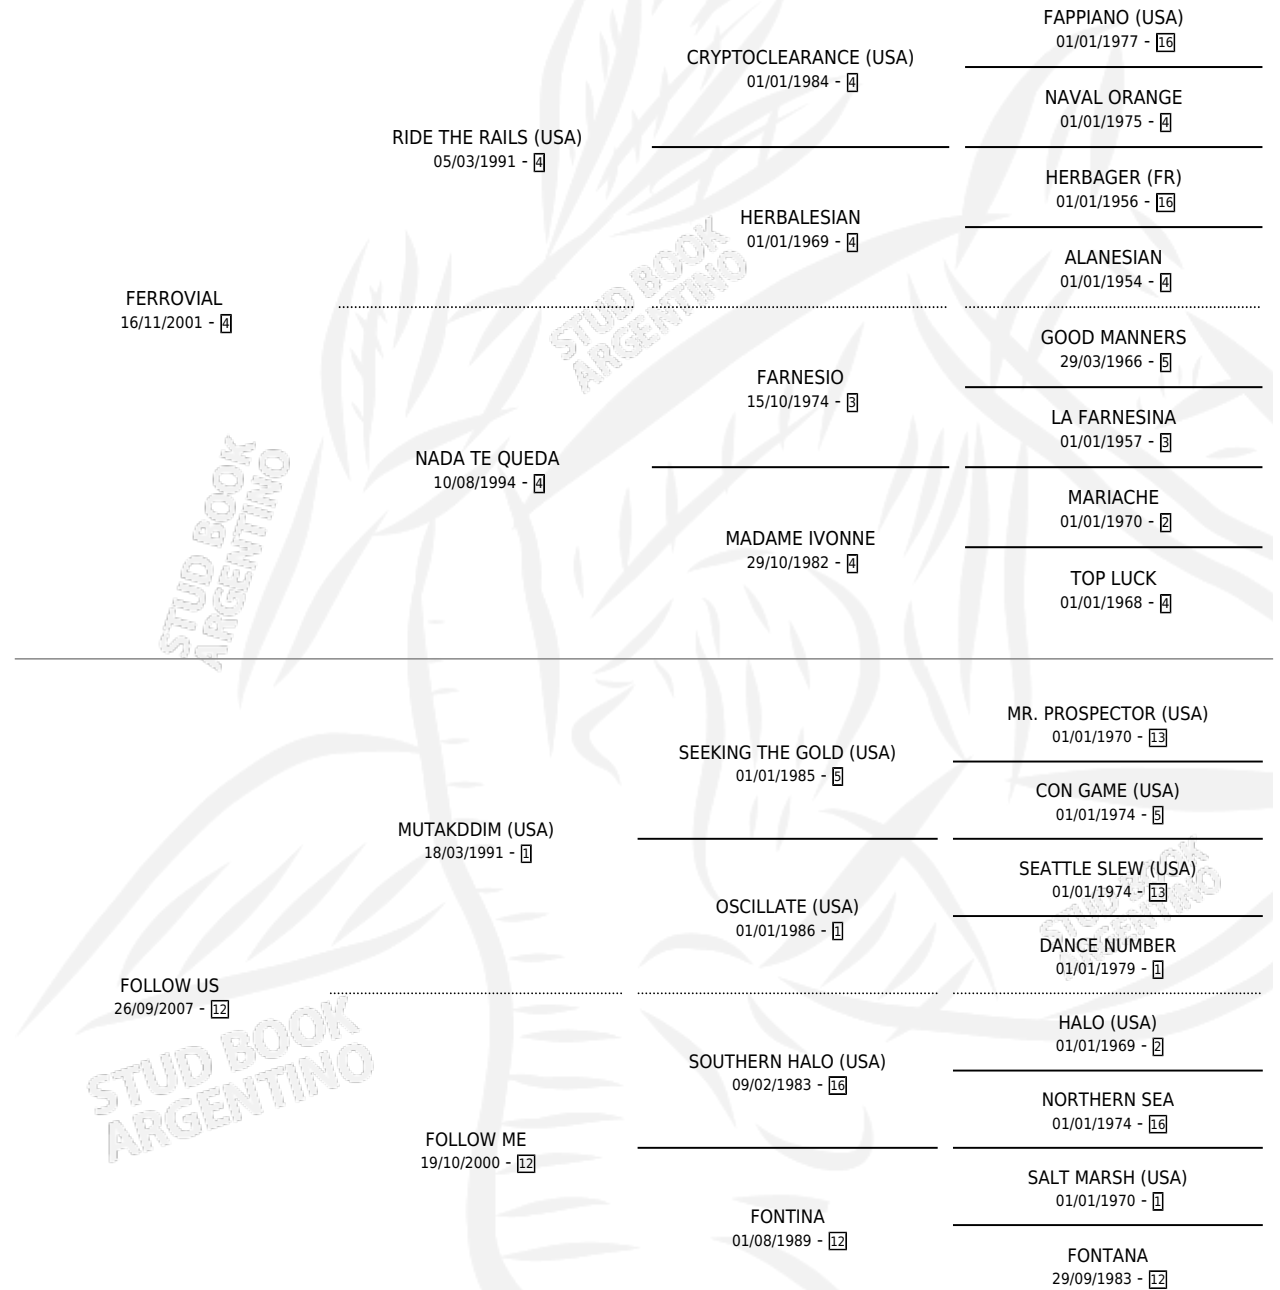 FAPPIANO (USA)
01/01/1977 - 16
CRYPTOCLEARANCE (USA)
01/01/1984 - 4
NAVAL ORANGE
01/01/1975 - 4
RIDE THE RAILS (USA)
05/03/1991 - 4
HERBAGER (FR)
01/01/1956 - 16
HERBALESIAN
01/01/1969 - 4
ALANESIAN
01/01/1954 - 4
FERROVIAL
16/11/2001 - 4
GOOD MANNERS
29/03/1966 - 5
FARNESIO
15/10/1974 - 3
LA FARNESINA
01/01/1957 - 3
NADA TE QUEDA
10/08/1994 - 4
MARIACHE
01/01/1970 - 2
MADAME IVONNE
29/10/1982 - 4
TOP LUCK
01/01/1968 - 4
MR. PROSPECTOR (USA)
01/01/1970 - 13
SEEKING THE GOLD (USA)
01/01/1985 - 5
CON GAME (USA)
01/01/1974 - 5
MUTAKDDIM (USA)
18/03/1991 - 1
SEATTLE SLEW (USA)
01/01/1974 - 13
OSCILLATE (USA)
01/01/1986 - 1
DANCE NUMBER
01/01/1979 - 1
FOLLOW US
26/09/2007 - 12
HALO (USA)
01/01/1969 - 2
SOUTHERN HALO (USA)
09/02/1983 - 16
NORTHERN SEA
01/01/1974 - 16
FOLLOW ME
19/10/2000 - 12
SALT MARSH (USA)
01/01/1970 - 1
FONTINA
01/08/1989 - 12
FONTANA
29/09/1983 - 12
STUD BOOK
ARGENTINO
STUD BOOK
ARGENTINO
STUD BOOK
ARGENTINO
STUD BOOK
ARGENTINO